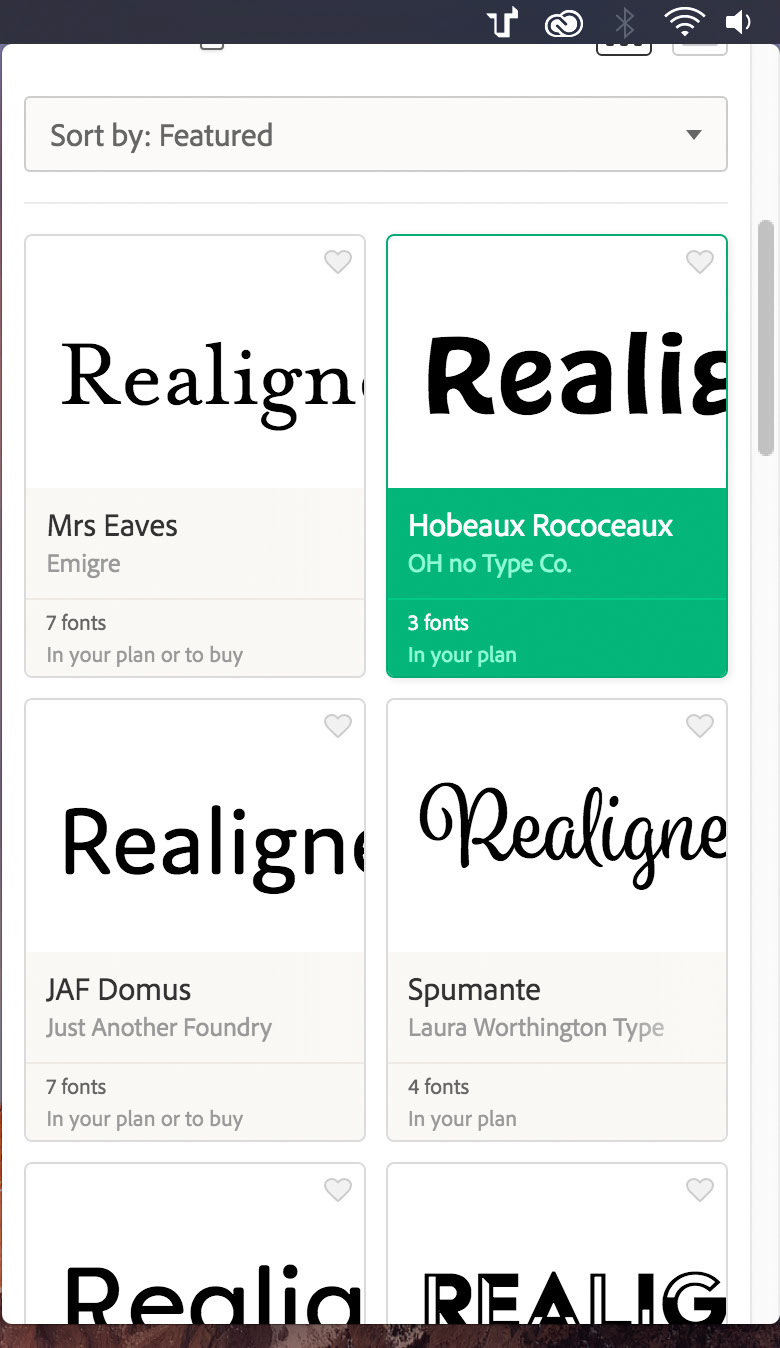 Sort by: Featured
Realigne
Realig
Mrs Eaves
Emigre
7 fonts
In your plan or to buy
Hobeaux Rococeaux
OH no Type Co.
3 fonts
In your plan
Realigne
Realigne
JAF Domus
Just Another Foundry
7 fonts
In your plan or to buy
Spumante
Laura Worthington Type
4 fonts
In your plan
Realig
REALIG